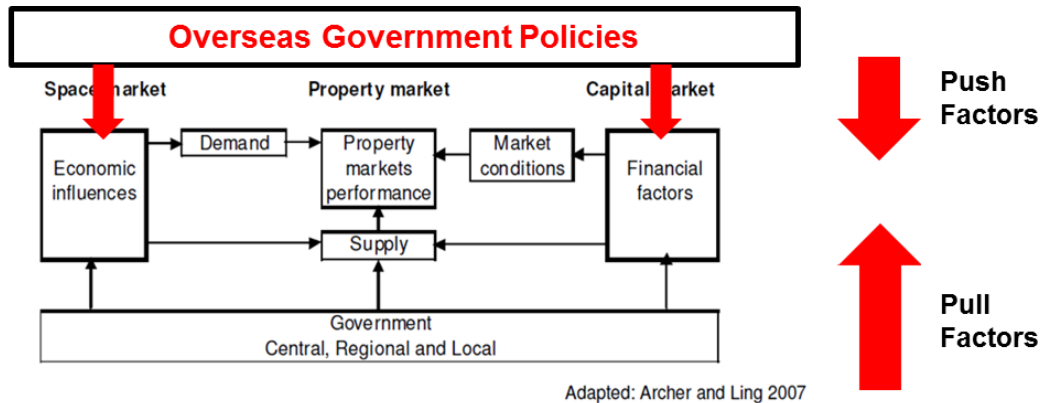 Overseas Government Policies
Space market
Property market
Capital market
Push
Factors
Economic
influences
Demand
Property
markets
performance
Market
conditions
Financial
factors
Supply
Government
Central, Regional and Local
Pull
Factors
Adapted: Archer and Ling 2007